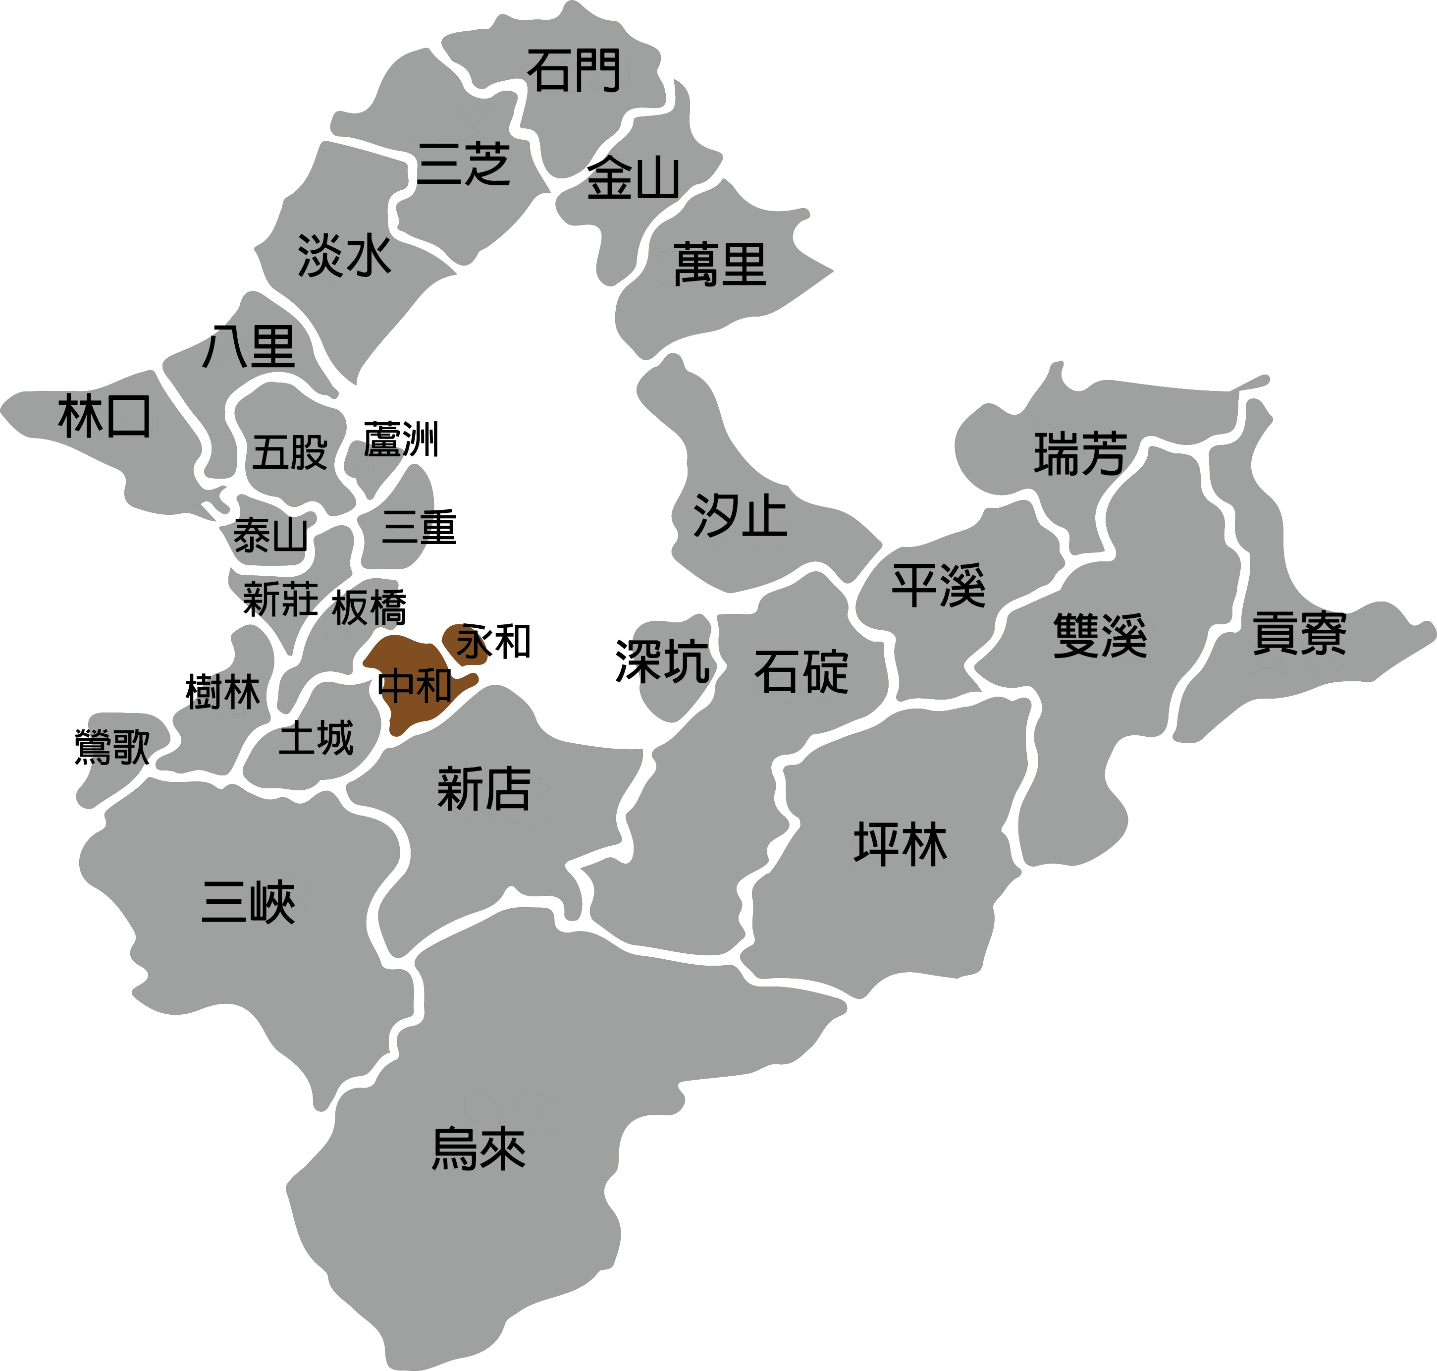 石門
三芝
金山
淡水
萬里
八里
林口
五股
蘆洲
瑞芳
汐止
三重
泰山
平溪
新莊
板橋
雙溪
貢寮
永和
深坑
石碇
中和
樹林
土城
鶯歌
新店
坪林
三峽
烏來